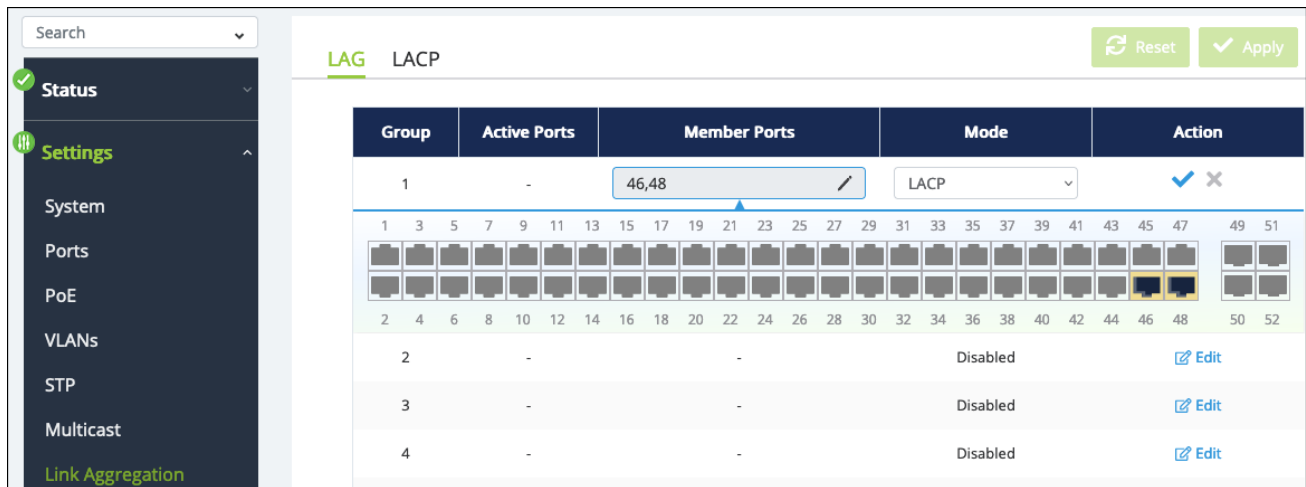 Search
Status
Settings
System
Ports
PoE
VLANs
STP
Multicast
Link Aggregation
LAG LACP
Reset Apply
Group Active Ports Member Ports Mode Action
1 - 46,48 LACP
1 3 5 7 9 11 13 15 17 19 21 23 25 27 29 31 33 35 37 39 41 43 45 47 49 51
2 4 6 8 10 12 14 16 18 20 22 24 26 28 30 32 34 36 38 40 42 44 46 48 50 52
2 - - Disabled Edit
3 - - Disabled Edit
4 - - Disabled Edit